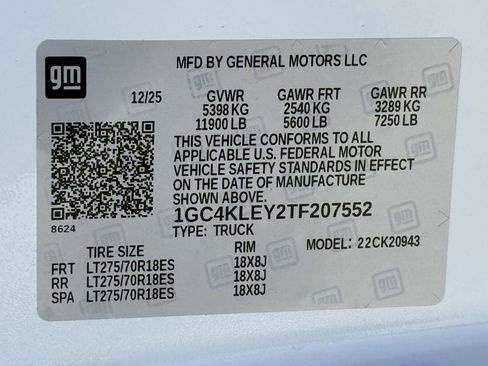 gm
MFD BY GENERAL MOTORS LLC
12/25 GVWR GAWR FRT GAWR RR
5398 KG 2540 KG 3289 KG
11900 LB 5600 LB 7250 LB
THIS VEHICLE CONFORMS TO ALL
APPLICABLE U.S. FEDERAL MOTOR
VEHICLE SAFETY STANDARDS IN EFFECT
ON THE DATE OF MANUFACTURE SHOWN ABOVE.
1GC4KLEY2TF207552
8624
TYPE: TRUCK MODEL: 22CK20943
TIRE SIZE RIM
FRT LT275/70R18ES 18X8J
RR LT275/70R18ES 18X8J
SPA LT275/70R18ES 18X8J